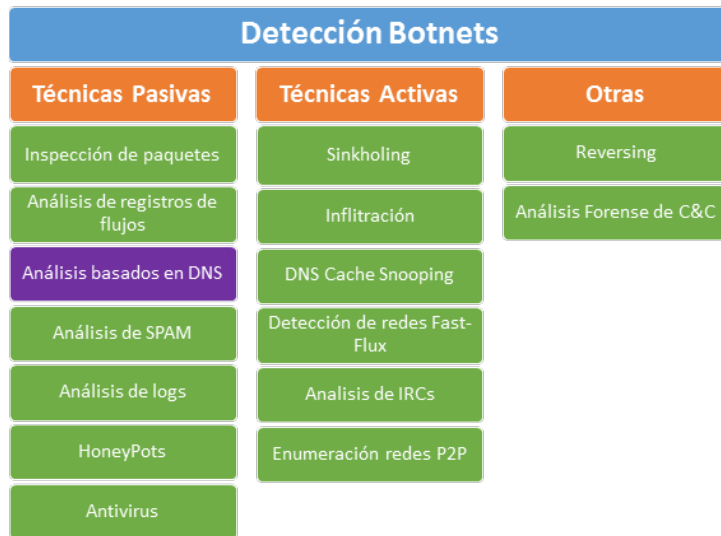 Detección Botnets
Técnicas Pasivas
Inspección de paquetes
Análisis de registros de
flujos
Análisis basados en DNS
Análisis de SPAM
Análisis de logs
HoneyPots
Antivirus
Técnicas Activas
Sinkholing
Inflitración
DNS Cache Snooping
Detección de redes Fast-
Flux
Analisis de IRCs
Enumeración redes P2P
Otras
Reversing
Análisis Forense de C&C